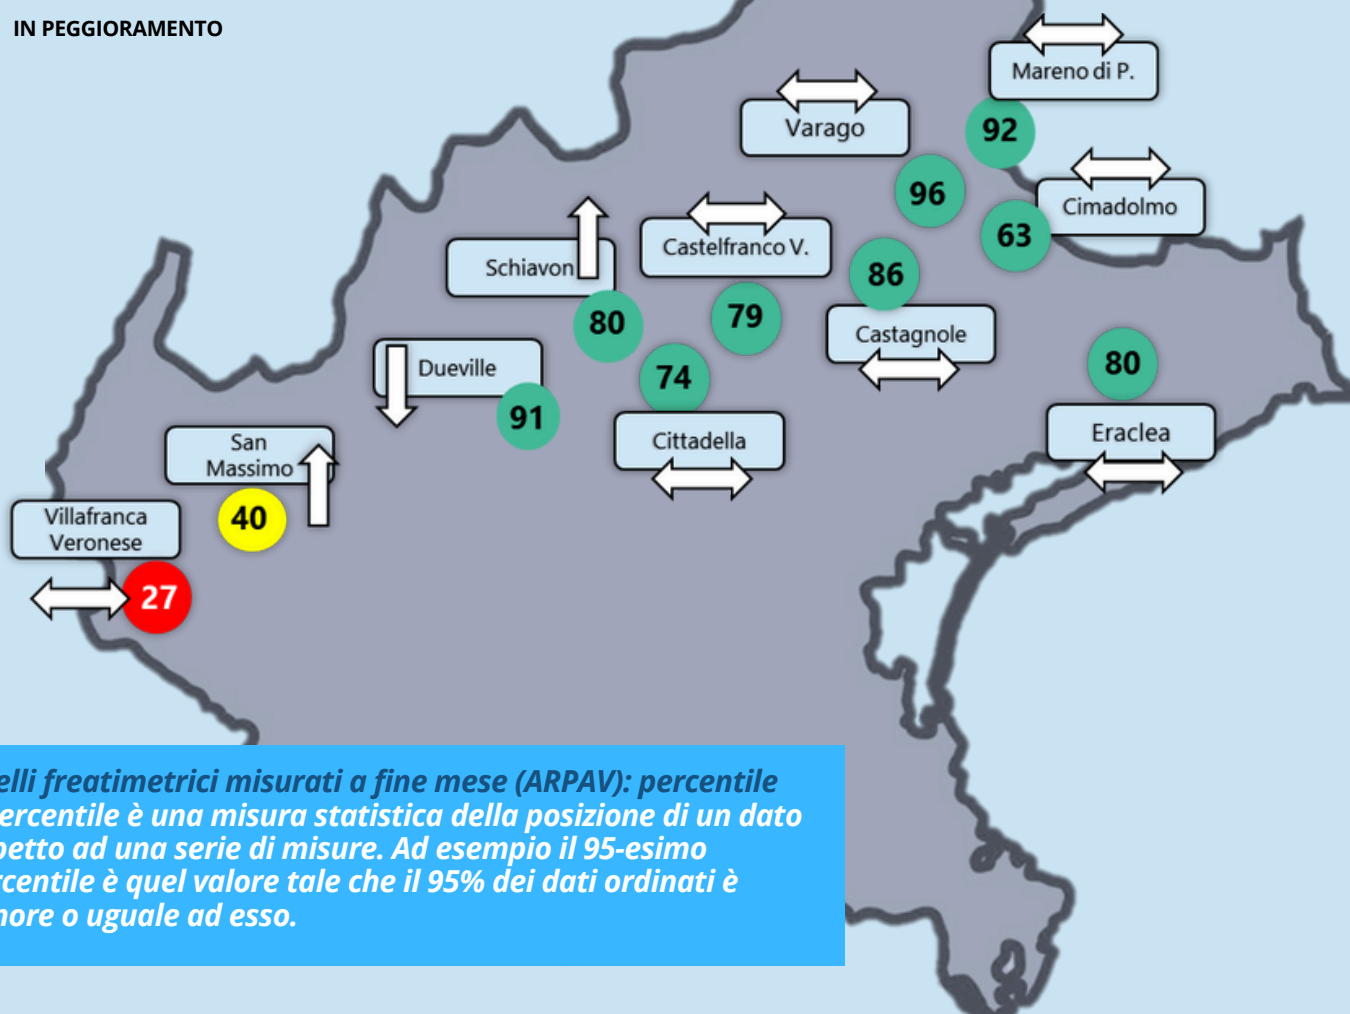 IN PEGGIORAMENTO
Mareno di P.
92
Varago
96
Cimadolmo
63
Castelfranco V.
79
Schiavon
80
86
Castagnole
Dueville
91
74
Cittadella
80
Eraclea
San
Massimo
40
Villafranca
Veronese
27
elli freatimetrici misurati a fine mese (ARPAV): percentile
ercentile è una misura statistica della posizione di un dato
petto ad una serie di misure. Ad esempio il 95-esimo
rcentile è quel valore tale che il 95% dei dati ordinati è
nore o uguale ad esso.